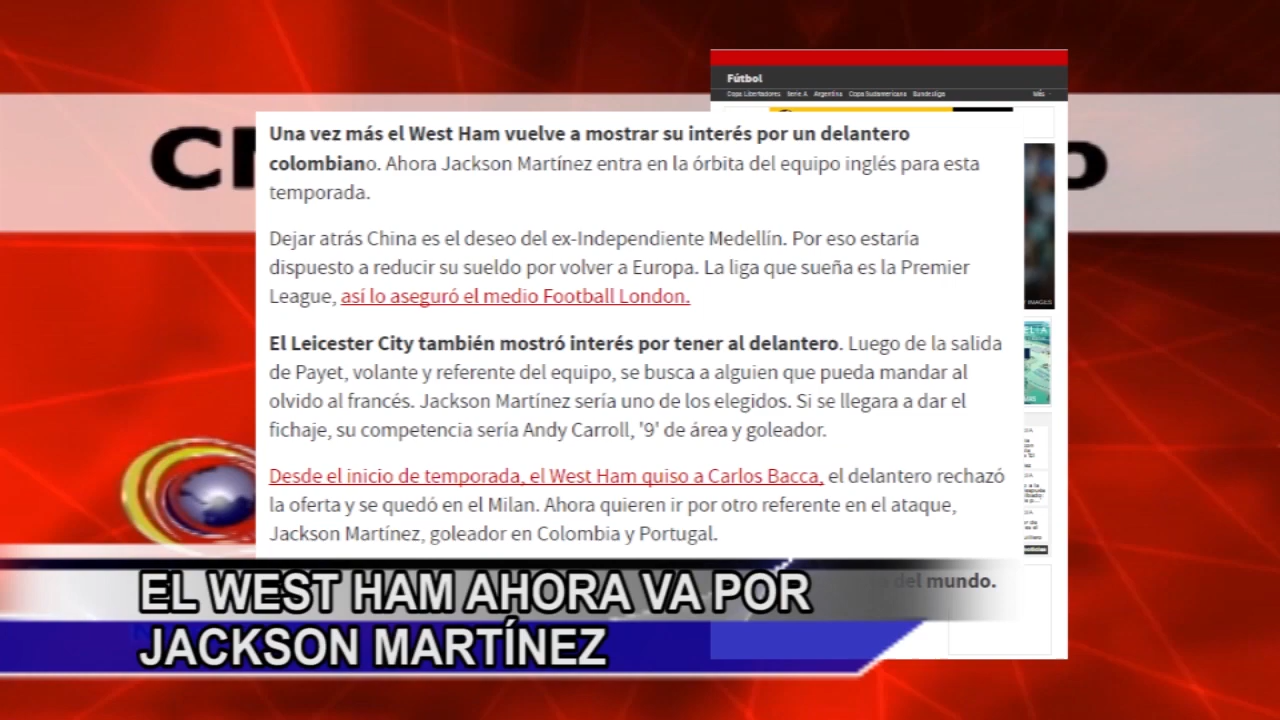 Fútbol
Copa Libertadores Serie A Argentina Copa Sudamericana Bundesliga Más
Una vez más el West Ham vuelve a mostrar su interés por un delantero
colombiano. Ahora Jackson Martínez entra en la órbita del equipo inglés para esta
temporada.
Dejar atrás China es el deseo del ex-Independiente Medellín. Por eso estaría
dispuesto a reducir su sueldo por volver a Europa. La liga que sueña es la Premier
League, así lo aseguró el medio Football London.
El Leicester City también mostró interés por tener al delantero. Luego de la salida
de Payet, volante y referente del equipo, se busca a alguien que pueda mandar al
olvido al francés. Jackson Martínez sería uno de los elegidos. Si se llegara a dar el
fichaje, su competencia sería Andy Carroll, '9' de área y goleador.
Desde el inicio de temporada, el West Ham quiso a Carlos Bacca, el delantero rechazó
la oferta y se quedó en el Milan. Ahora quieren ir por otro referente en el ataque,
Jackson Martínez, goleador en Colombia y Portugal.
del mundo.
EL WEST HAM AHORA VA POR
JACKSON MARTÍNEZ